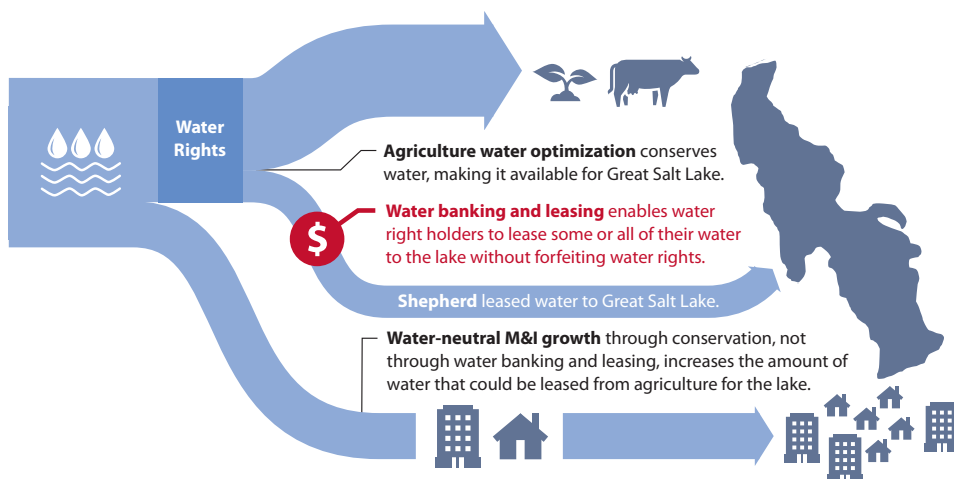 Water
Rights
Agriculture water optimization conserves
water, making it available for Great Salt Lake.
$
Water banking and leasing enables water
right holders to lease some or all of their water
to the lake without forfeiting water rights.
Shepherd leased water to Great Salt Lake.
Water-neutral M&I growth through conservation, not
through water banking and leasing, increases the amount of
water that could be leased from agriculture for the lake.